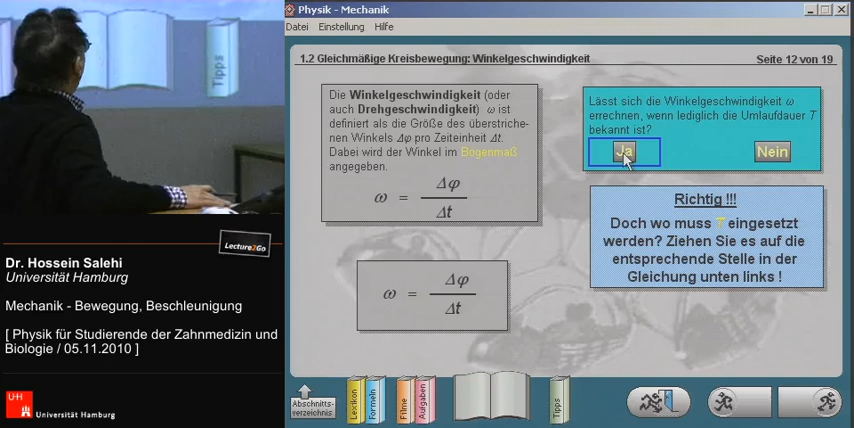 Tipps
Lecture2Go
Dr. Hossein Salehi
Universität Hamburg
Mechanik - Bewegung, Beschleunigung
[ Physik für Studierende der Zahnmedizin und
Biologie / 05.11.2010 ]
UH
Universität Hamburg
Physik - Mechanik
Datei Einstellung Hilfe
1.2 Gleichmäßige Kreisbewegung: Winkelgeschwindigkeit
Seite 12 von 19
Die Winkelgeschwindigkeit (oder
auch Drehgeschwindigkeit) ω ist
definiert als die Größe des überstriche-
nen Winkels Δφ pro Zeiteinheit Δt.
Dabei wird der Winkel im Bogenmaß
angegeben.
ω = Δφ
Δt
Lässt sich die Winkelgeschwindigkeit ω
errechnen, wenn lediglich die Umlaufdauer T
bekannt ist?
Ja Nein
Richtig !!!
Doch wo muss T eingesetzt
werden? Ziehen Sie es auf die
entsprechende Stelle in der
Gleichung unten links !
ω = Δφ
Δt
Abschnitts-
verzeichnis
Lexikon
Formeln
Filme
Aufgaben
Tipps